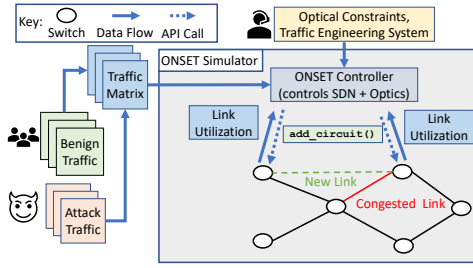 Key:
Switch
Data Flow
API Call
Optical Constraints,
Traffic Engineering System
ONSET Simulator
Traffic
Matrix
ONSET Controller
(controls SDN + Optics)
Link
Utilization
add_circuit()
Link
Utilization
Benign
Traffic
New Link
Congested Link
Attack
Traffic